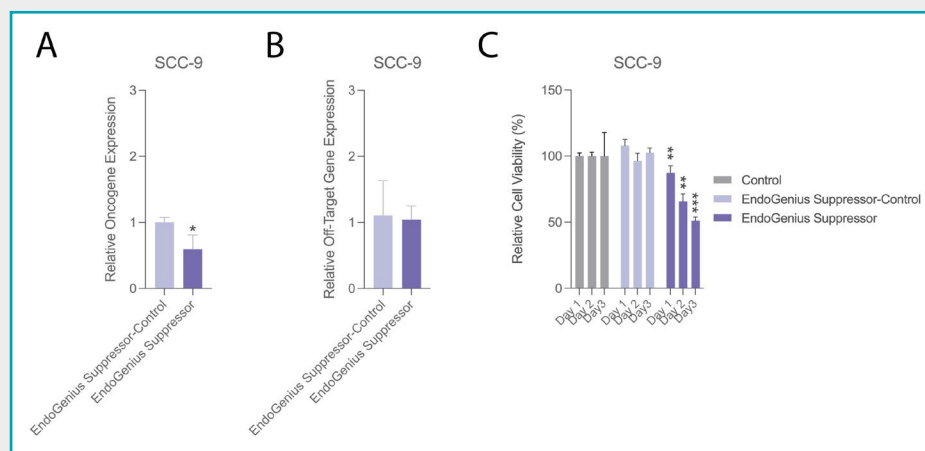 A
SCC-9
Relative Oncogene Expression
3
2
1
0
*
EndoGenius Suppressor-Control
EndoGenius Suppressor
B
SCC-9
Relative Off-Target Gene Expression
3
2
1
0
EndoGenius Suppressor-Control
EndoGenius Suppressor
C
SCC-9
Relative Cell Viability (%)
150
100
50
0
**
**
***
Day 1
Day 2
Day3
Day 1
Day 2
Day3
Day 1
Day 2
Day3
Control
EndoGenius Suppressor-Control
EndoGenius Suppressor